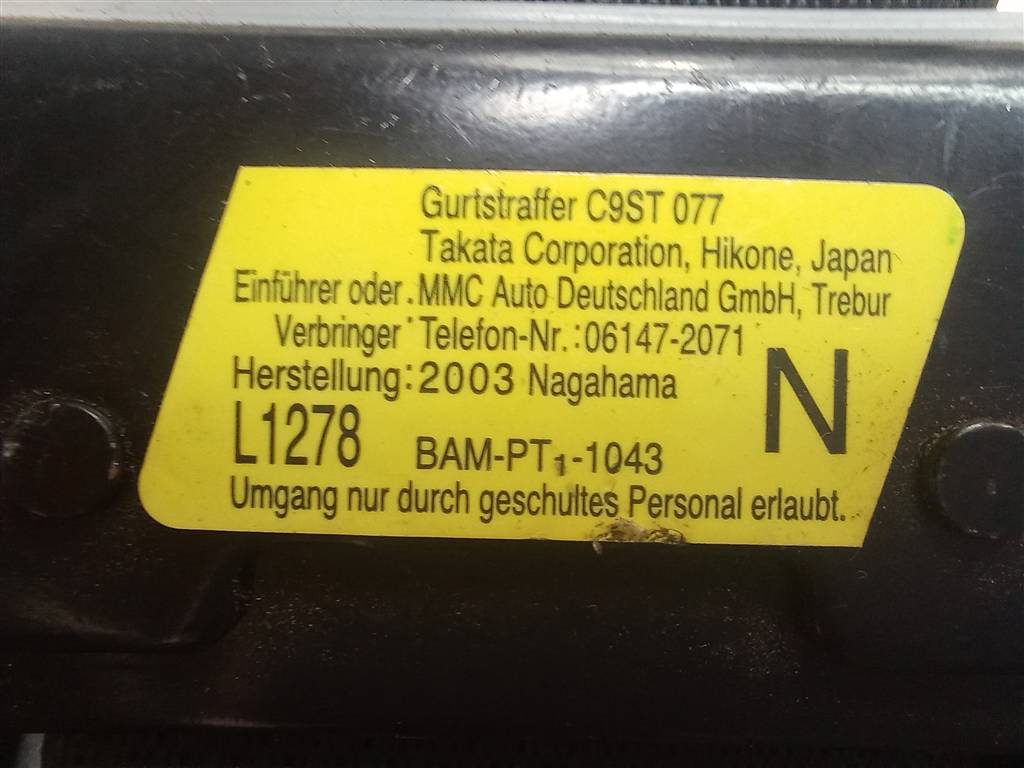 Gurtstraffer C9ST 077
Takata Corporation, Hikone, Japan
Einführer oder MMC Auto Deutschland GmbH, Trebur
Verbringer : Telefon-Nr.:06147-2071
Herstellung: 2003 Nagahama
N
L1278 BAM-PT1-1043
Umgang nur durch geschultes Personal erlaubt.